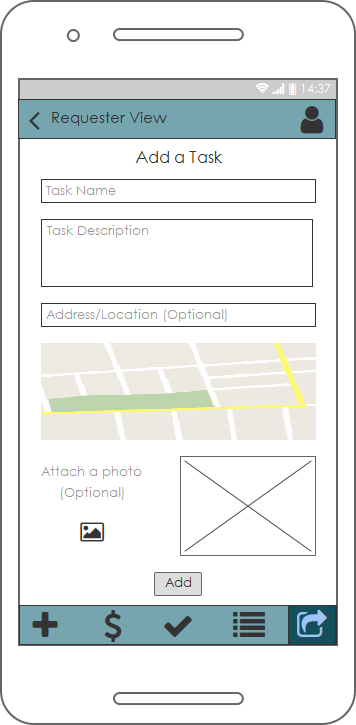 14:37
Requester View
Add a Task
Task Name
Task Description
Address/Location (Optional)
Attach a photo
(Optional)
Add